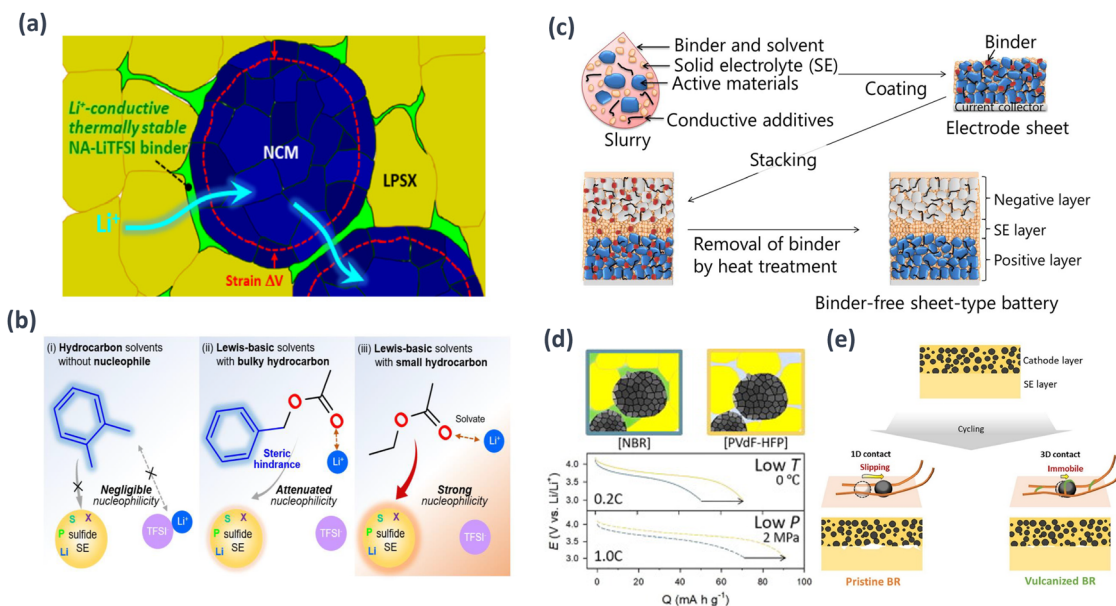 (a)
Li⁺-conductive
thermally stable
NA-LiTFSI binder
NCM
LPSX
Li⁺
Strain ΔV
(b)
(i) Hydrocarbon solvents
without nucleophile
Negligible
nucleophilicity
S X
P sulfide
SE
Li
TFSI⁻
Li⁺
(ii) Lewis-basic solvents
with bulky hydrocarbon
O
O
Steric
hindrance
Li⁺
Attenuated
nucleophilicity
S X
P sulfide
SE
Li
TFSI⁻
(iii) Lewis-basic solvents
with small hydrocarbon
O
O
Solvate
Li⁺
Strong
nucleophilicity
S X
P sulfide
SE
Li
TFSI⁻
(c)
Binder and solvent
Solid electrolyte (SE)
Active materials
Conductive additives
Slurry
Coating
Binder
Current collector
Electrode sheet
Stacking
Removal of binder
by heat treatment
Negative layer
SE layer
Positive layer
Binder-free sheet-type battery
(d)
[NBR]
[PVdF-HFP]
E (V vs. Li/Li⁺)
4.0
3.5
3.0
Low T
0 ºC
0.2C
4.0
3.5
3.0
Low P
2 MPa
1.0C
0 20 40 60 80 100
Q (mA h g⁻¹)
(e)
Cathode layer
SE layer
Cycling
1D contact
Slipping
Pristine BR
3D contact
Immobile
Vulcanized BR